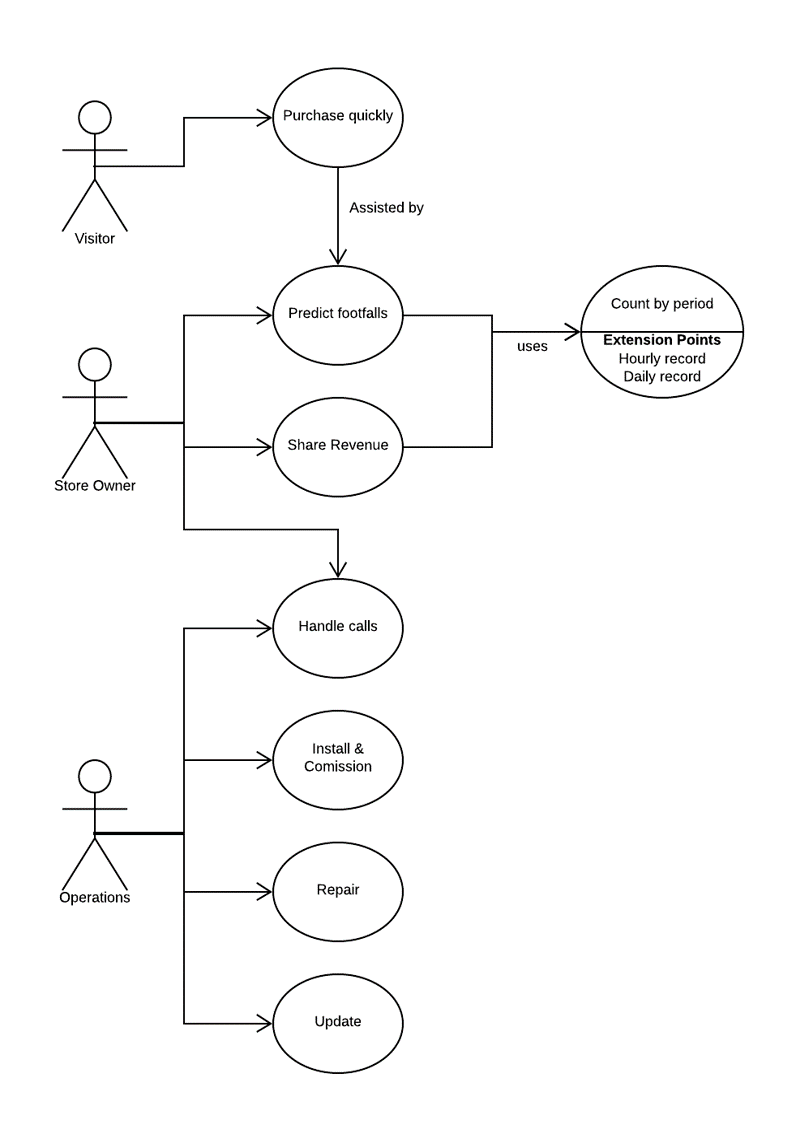 Purchase quickly
Visitor
Assisted by
Predict footfalls
Count by period
uses
Extension Points
Hourly record
Daily record
Share Revenue
Store Owner
Handle calls
Install &
Comission
Operations
Repair
Update